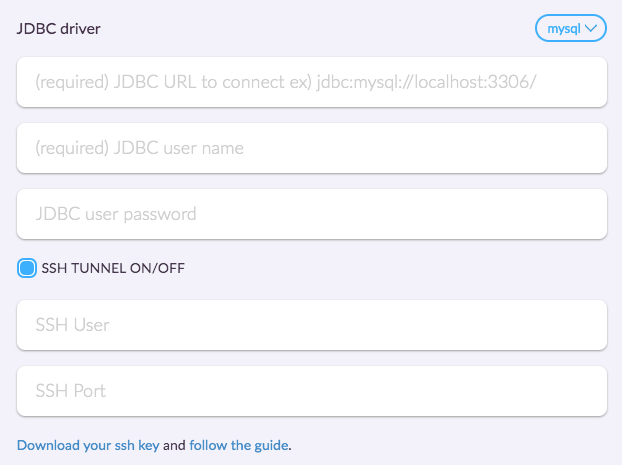 JDBC driver
mysql
(required) JDBC URL to connect ex) jdbc:mysql://localhost:3306/
(required) JDBC user name
JDBC user password
SSH TUNNEL ON/OFF
SSH User
SSH Port
Download your ssh key and follow the guide.